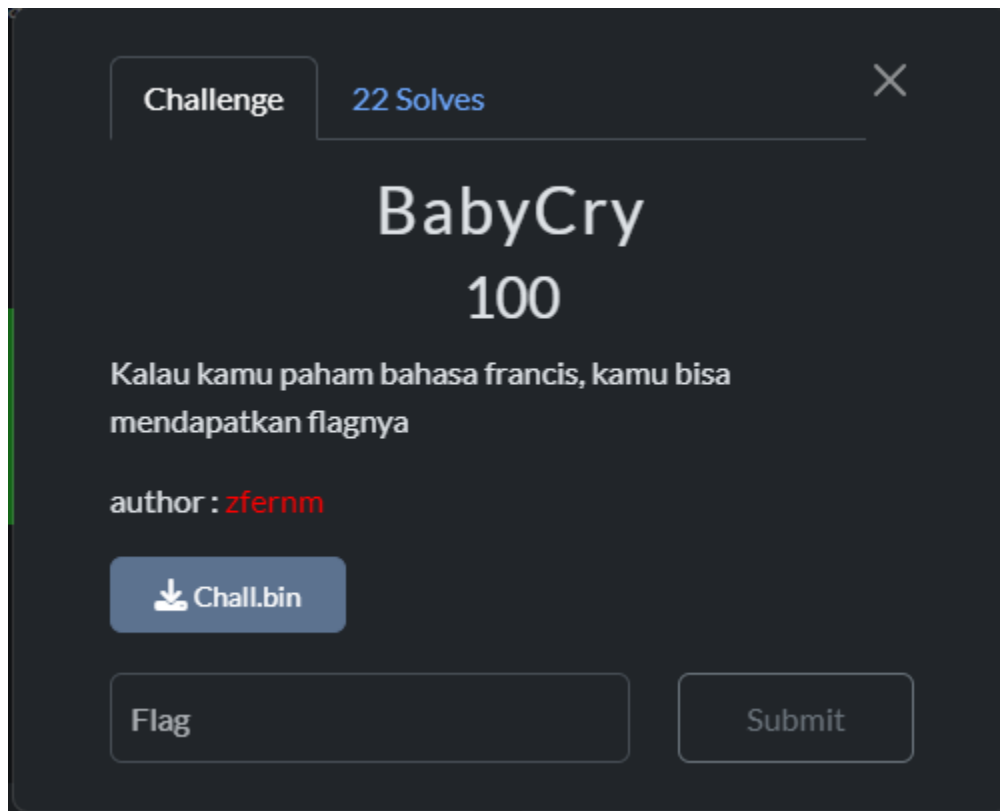 Challenge
22 Solves
BabyCry
100
Kalau kamu paham bahasa francis, kamu bisa
mendapatkan flagnya
author : zfernm
Chall.bin
Flag
Submit